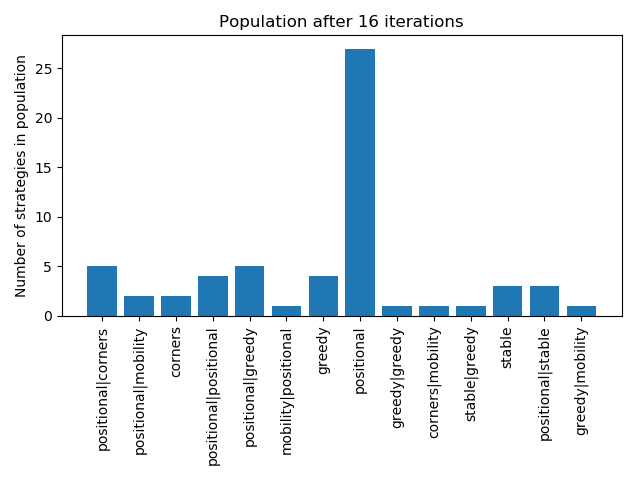 Population after 16 iterations
Number of strategies in population
25
20
15
10
5
0
positional|corners
positional|mobility
corners
positional|positional
positional|greedy
mobility|positional
greedy
positional
greedy|greedy
corners|mobility
stable|greedy
stable
positional|stable
greedy|mobility